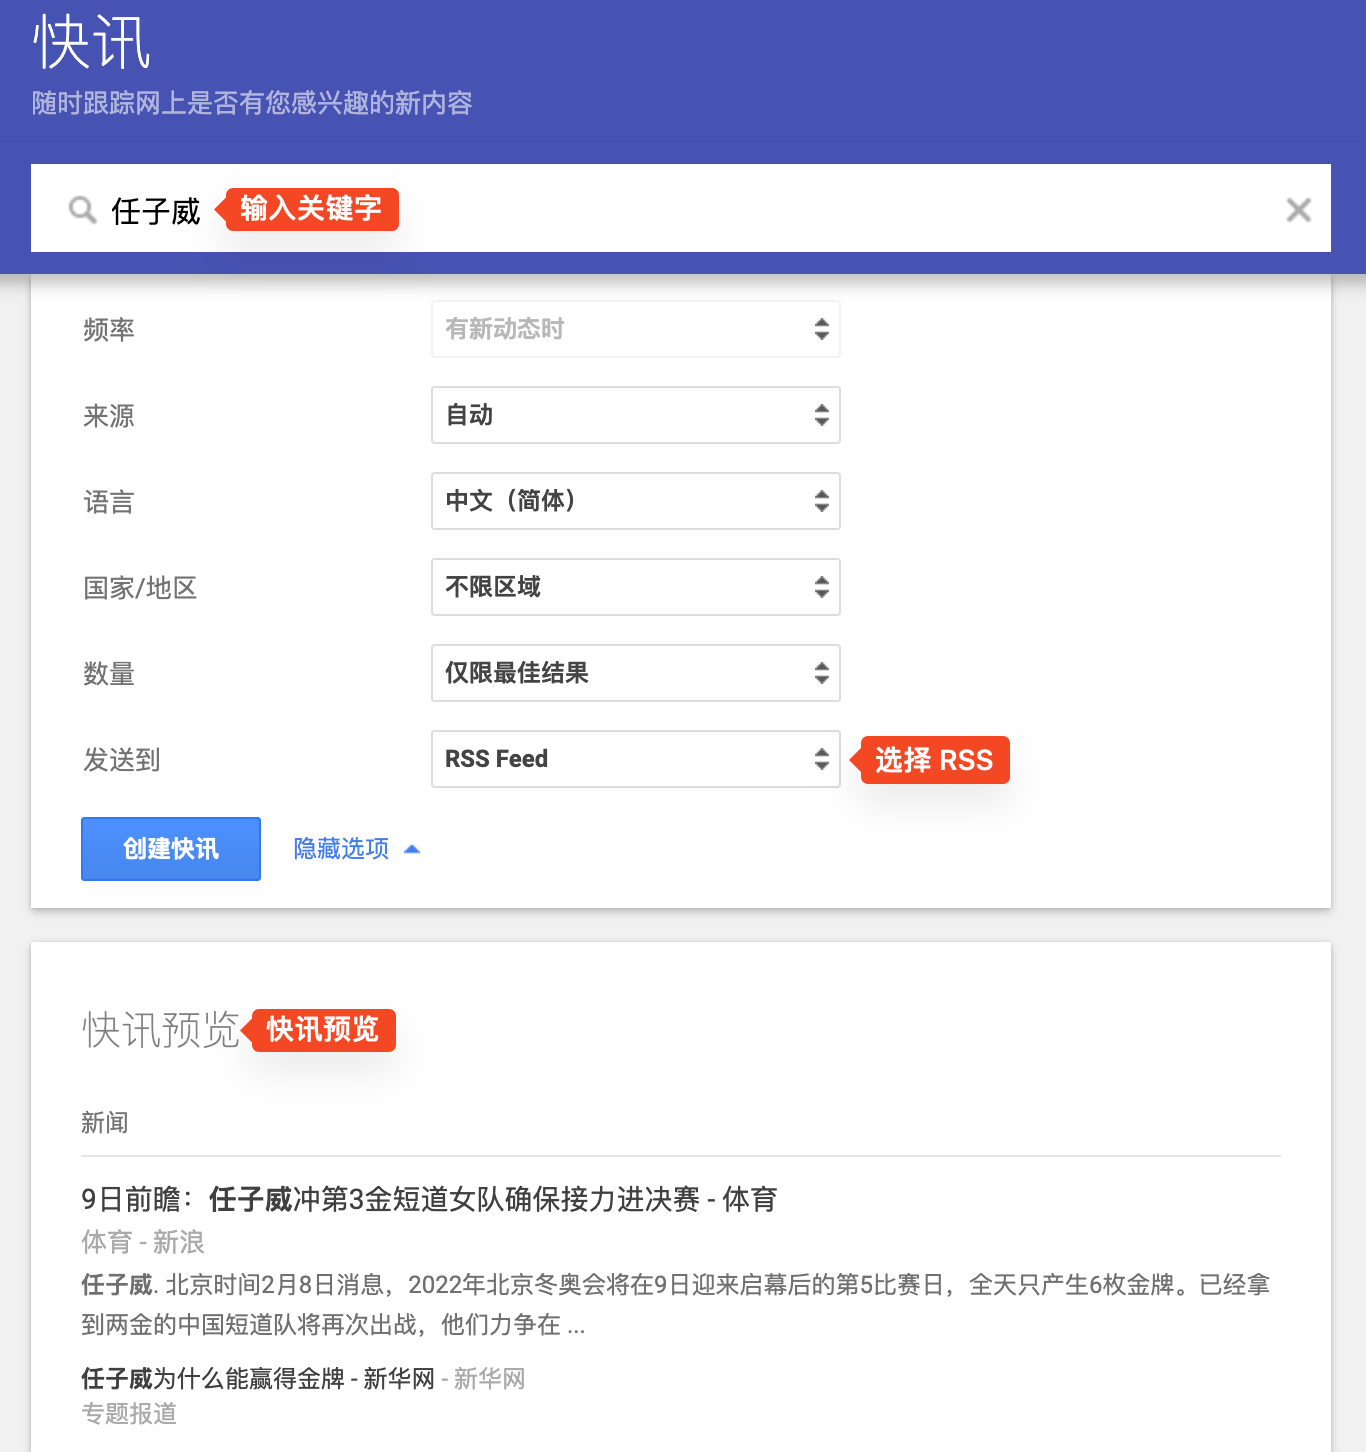 快讯
随时跟踪网上是否有您感兴趣的新内容
任子威 输入关键字
频率 有新动态时
来源 自动
语言 中文（简体）
国家/地区 不限区域
数量 仅限最佳结果
发送到 RSS Feed 选择 RSS
创建快讯 隐藏选项
快讯预览 快讯预览
新闻
9日前瞻：任子威冲第3金短道女队确保接力进决赛 - 体育
体育 - 新浪
任子威. 北京时间2月8日消息，2022年北京冬奥会将在9日迎来启幕后的第5比赛日，全天只产生6枚金牌。已经拿
到两金的中国短道队将再次出战，他们力争在 ...
任子威为什么能赢得金牌 - 新华网 - 新华网
专题报道